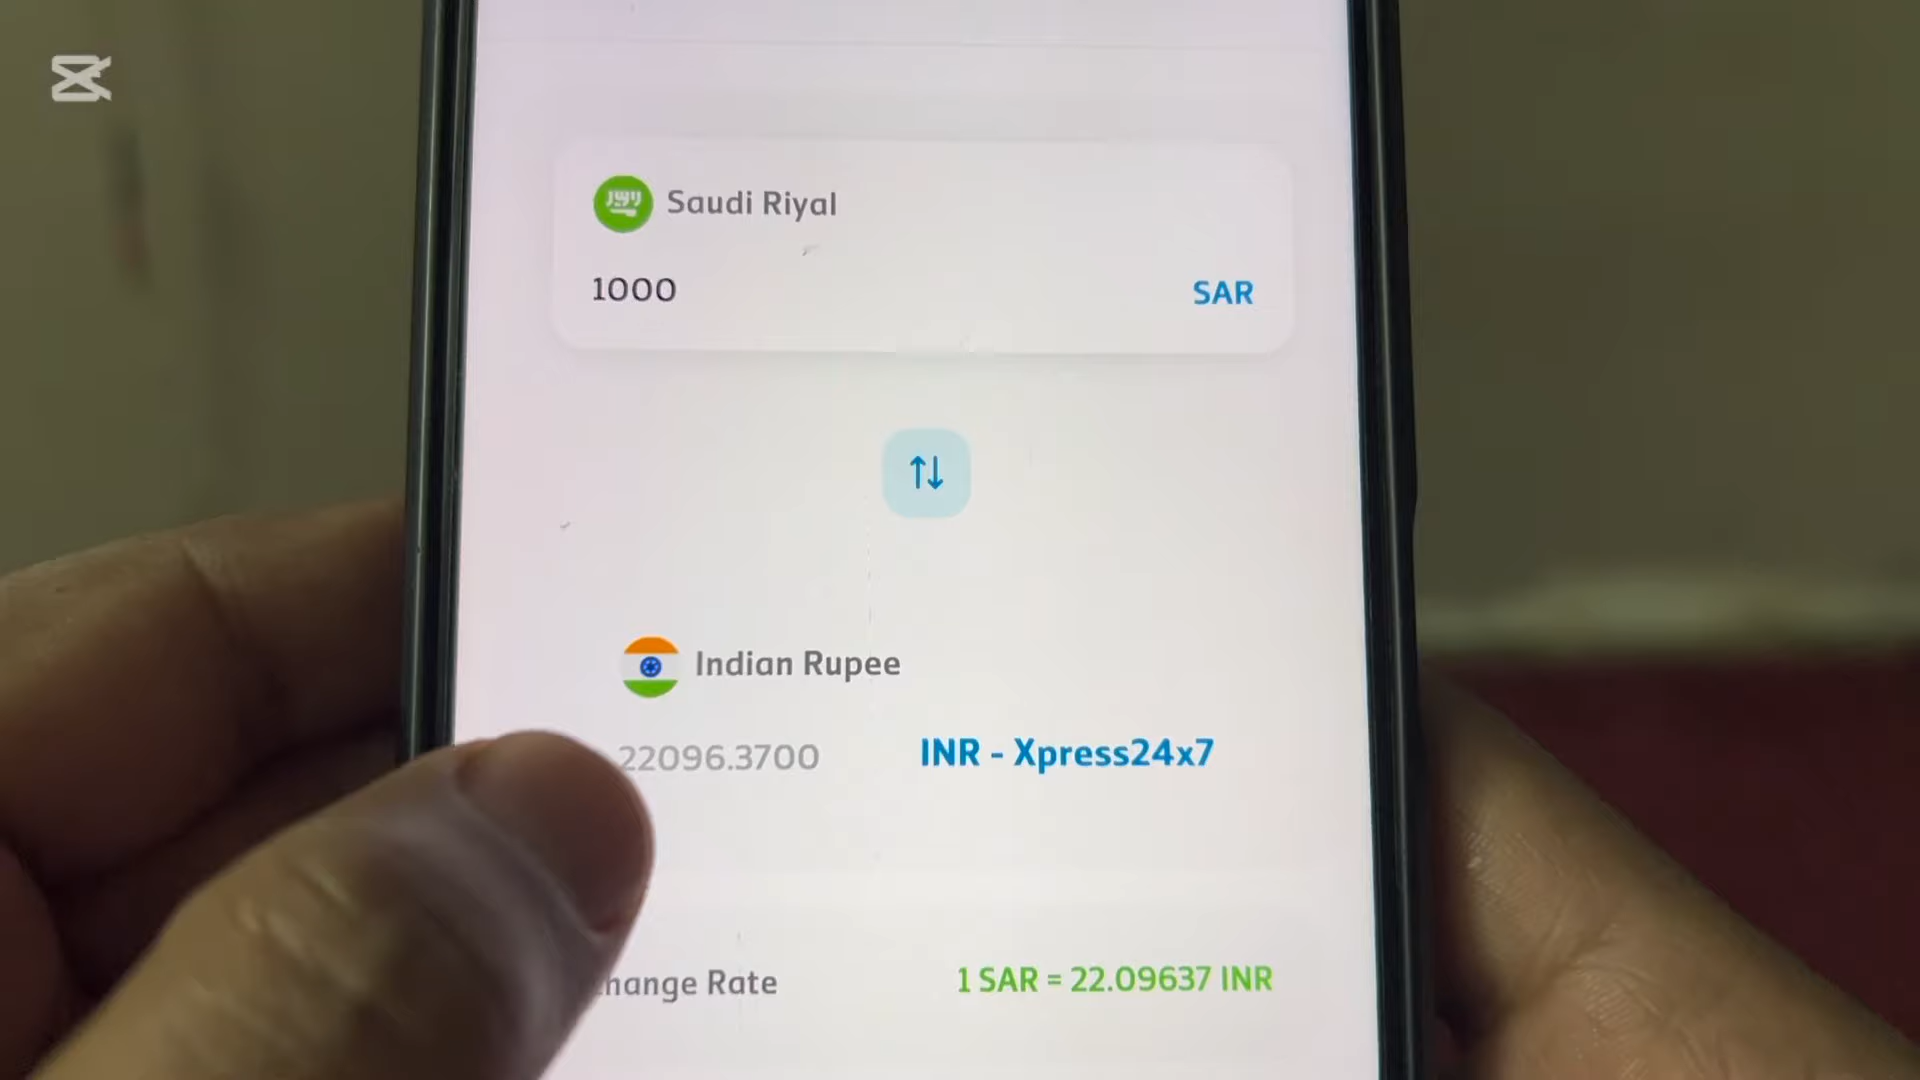 Saudi Riyal
1000 SAR
Indian Rupee
22096.3700 INR - Xpress24x7
hange Rate 1 SAR = 22.09637 INR